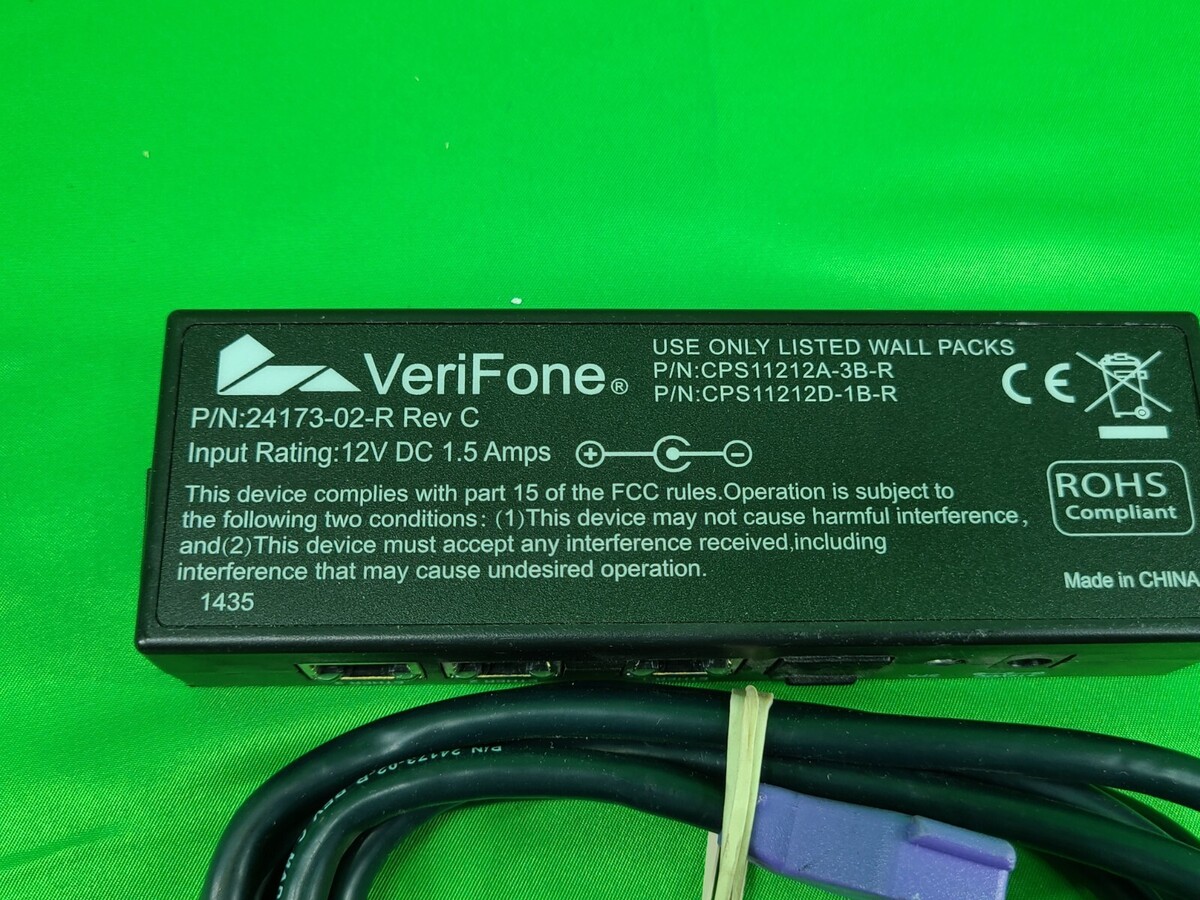 VeriFone®
P/N:24173-02-R Rev C
Input Rating:12V DC 1.5 Amps
USE ONLY LISTED WALL PACKS
P/N:CPS11212A-3B-R
P/N:CPS11212D-1B-R
CE
This device complies with part 15 of the FCC rules.Operation is subject to
the following two conditions: (1)This device may not cause harmful interference,
and(2)This device must accept any interference received,including
interference that may cause undesired operation.
1435
ROHS
Compliant
Made in CHINA
P/N 24173-02-R REV C